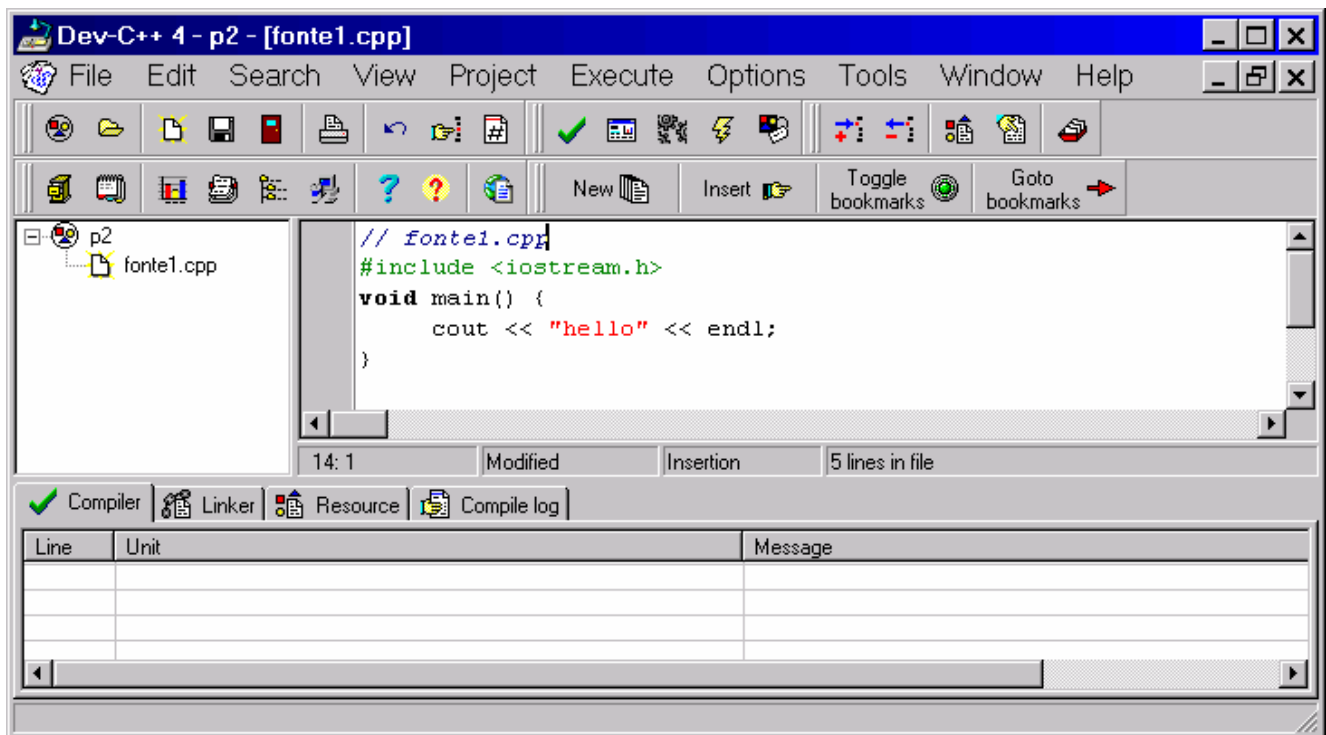 Dev-C++ 4 - p2 - [fonte1.cpp]
File Edit Search View Project Execute Options Tools Window Help
New Insert Toggle bookmarks Goto bookmarks
p2
fonte1.cpp
// fonte1.cpp
#include <iostream.h>
void main() {
cout << "hello" << endl;
}
14: 1 Modified Insertion 5 lines in file
Compiler Linker Resource Compile log
Line Unit Message